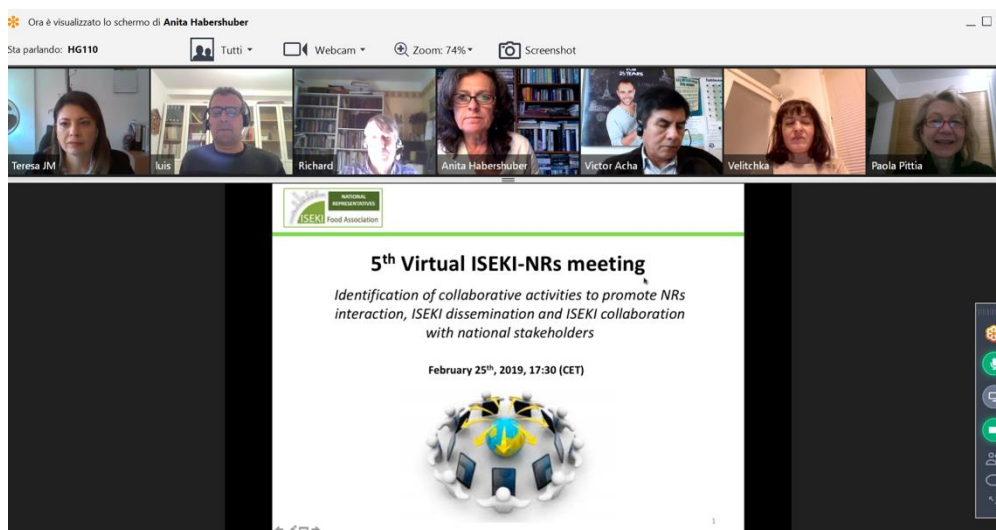 Ora è visualizzato lo schermo di Anita Habershuber
Sta parlando: HG110
Tutti
Webcam
Zoom: 74%
Screenshot
25 YEARS
Teresa JM
luis
Richard
Anita Habershuber
Victor Acha
Velitchka
Paola Pittia
NATIONAL
REPRESENTATIVES
ISEKI Food Association
5th Virtual ISEKI-NRs meeting
Identification of collaborative activities to promote NRs
interaction, ISEKI dissemination and ISEKI collaboration
with national stakeholders
February 25th, 2019, 17:30 (CET)
1